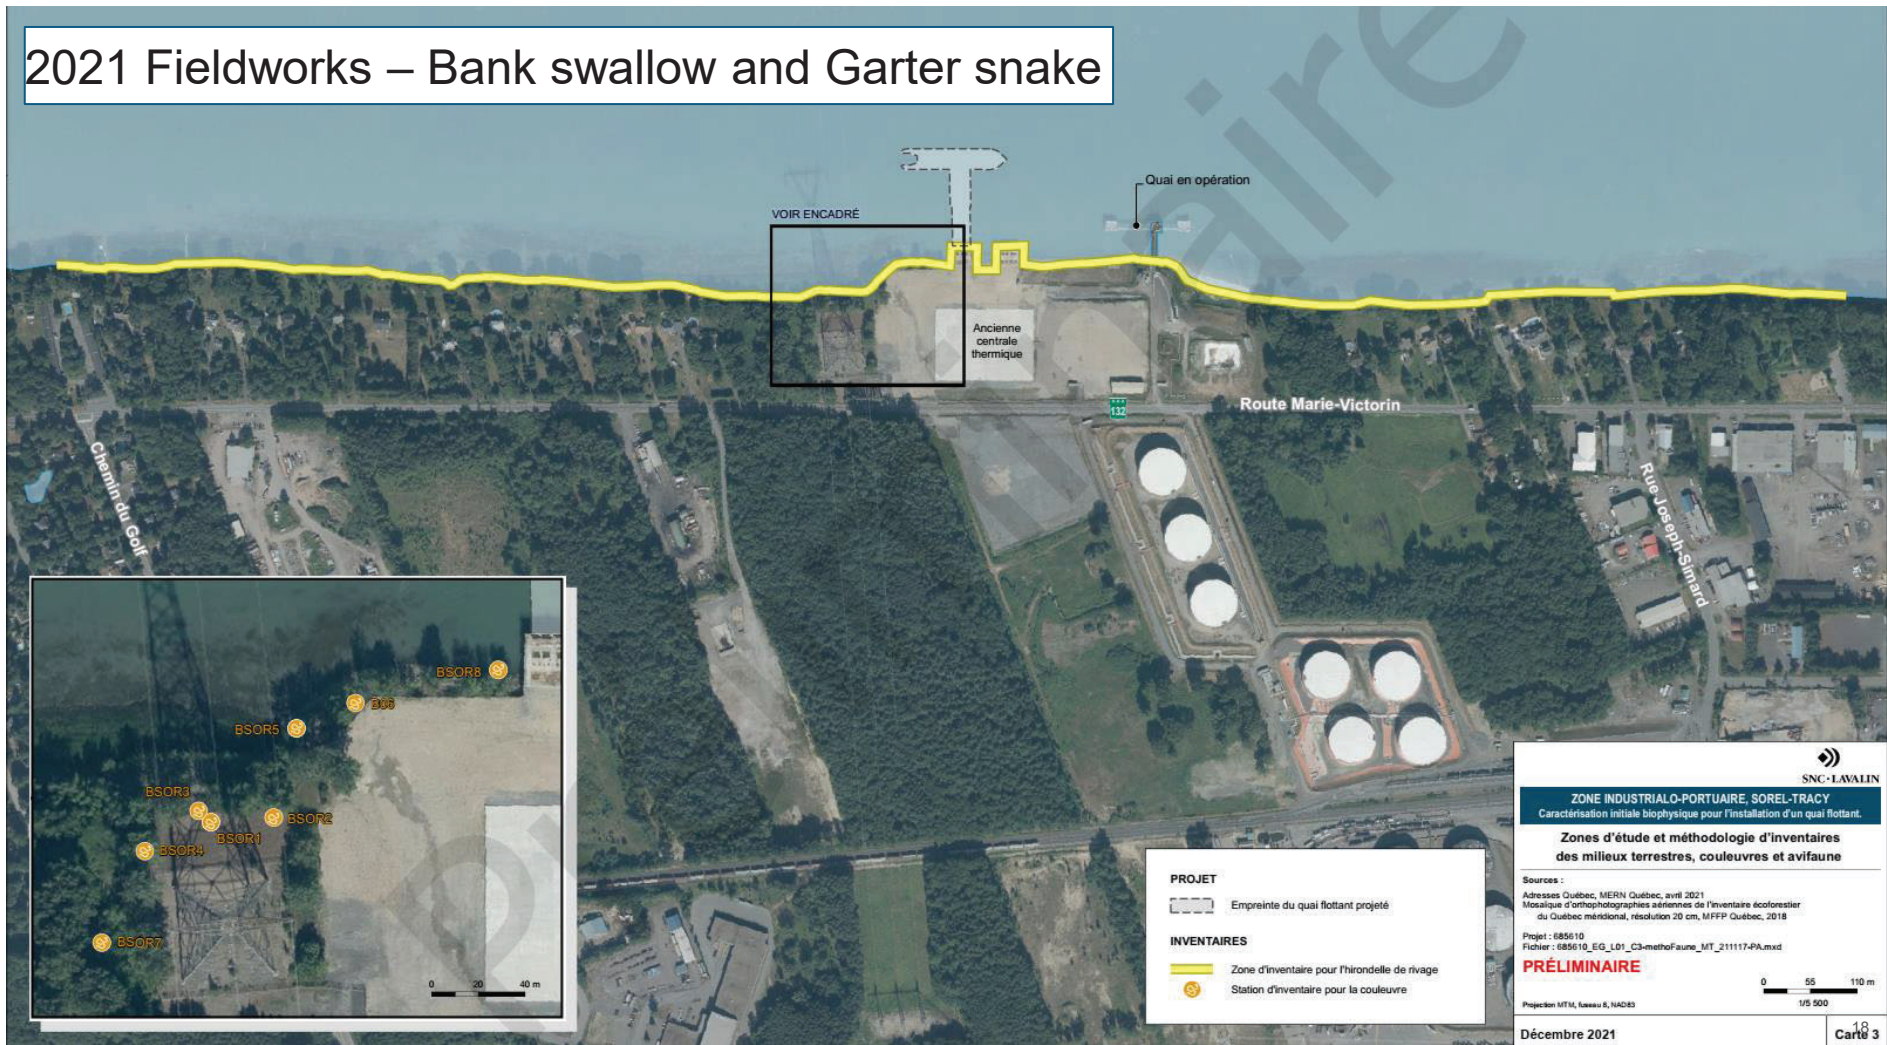 2021 Fieldworks – Bank swallow and Garter snake
Quai en opération
VOIR ENCADRÉ
Ancienne
centrale
thermique
132
Route Marie-Victorin
Chemin du Golf
Rue Joseph-Simard
BSOR8
B06
BSOR5
BSOR3
BSOR2
BSOR1
BSOR4
BSOR7
0 20 40 m
PROJET
Empreinte du quai flottant projeté
INVENTAIRES
Zone d'inventaire pour l'hirondelle de rivage
Station d'inventaire pour la couleuvre
SNC•LAVALIN
ZONE INDUSTRIALO-PORTUAIRE, SOREL-TRACY
Caractérisation initiale biophysique pour l'installation d'un quai flottant.
Zones d'étude et méthodologie d'inventaires
des milieux terrestres, couleuvres et avifaune
Sources :
Adresses Québec, MERN Québec, avril 2021
Mosaïque d'orthophotographies aériennes de l'inventaire écoforestier
du Québec méridional, résolution 20 cm, MFFP Québec, 2018
Projet : 685610
Fichier : 685610_EG_L01_C3-methoFaune_MT_211117-PA.mxd
PRÉLIMINAIRE
0 55 110 m
1/5 500
Projection MTM, fuseau 8, NAD83
Décembre 2021
Carte 3
18